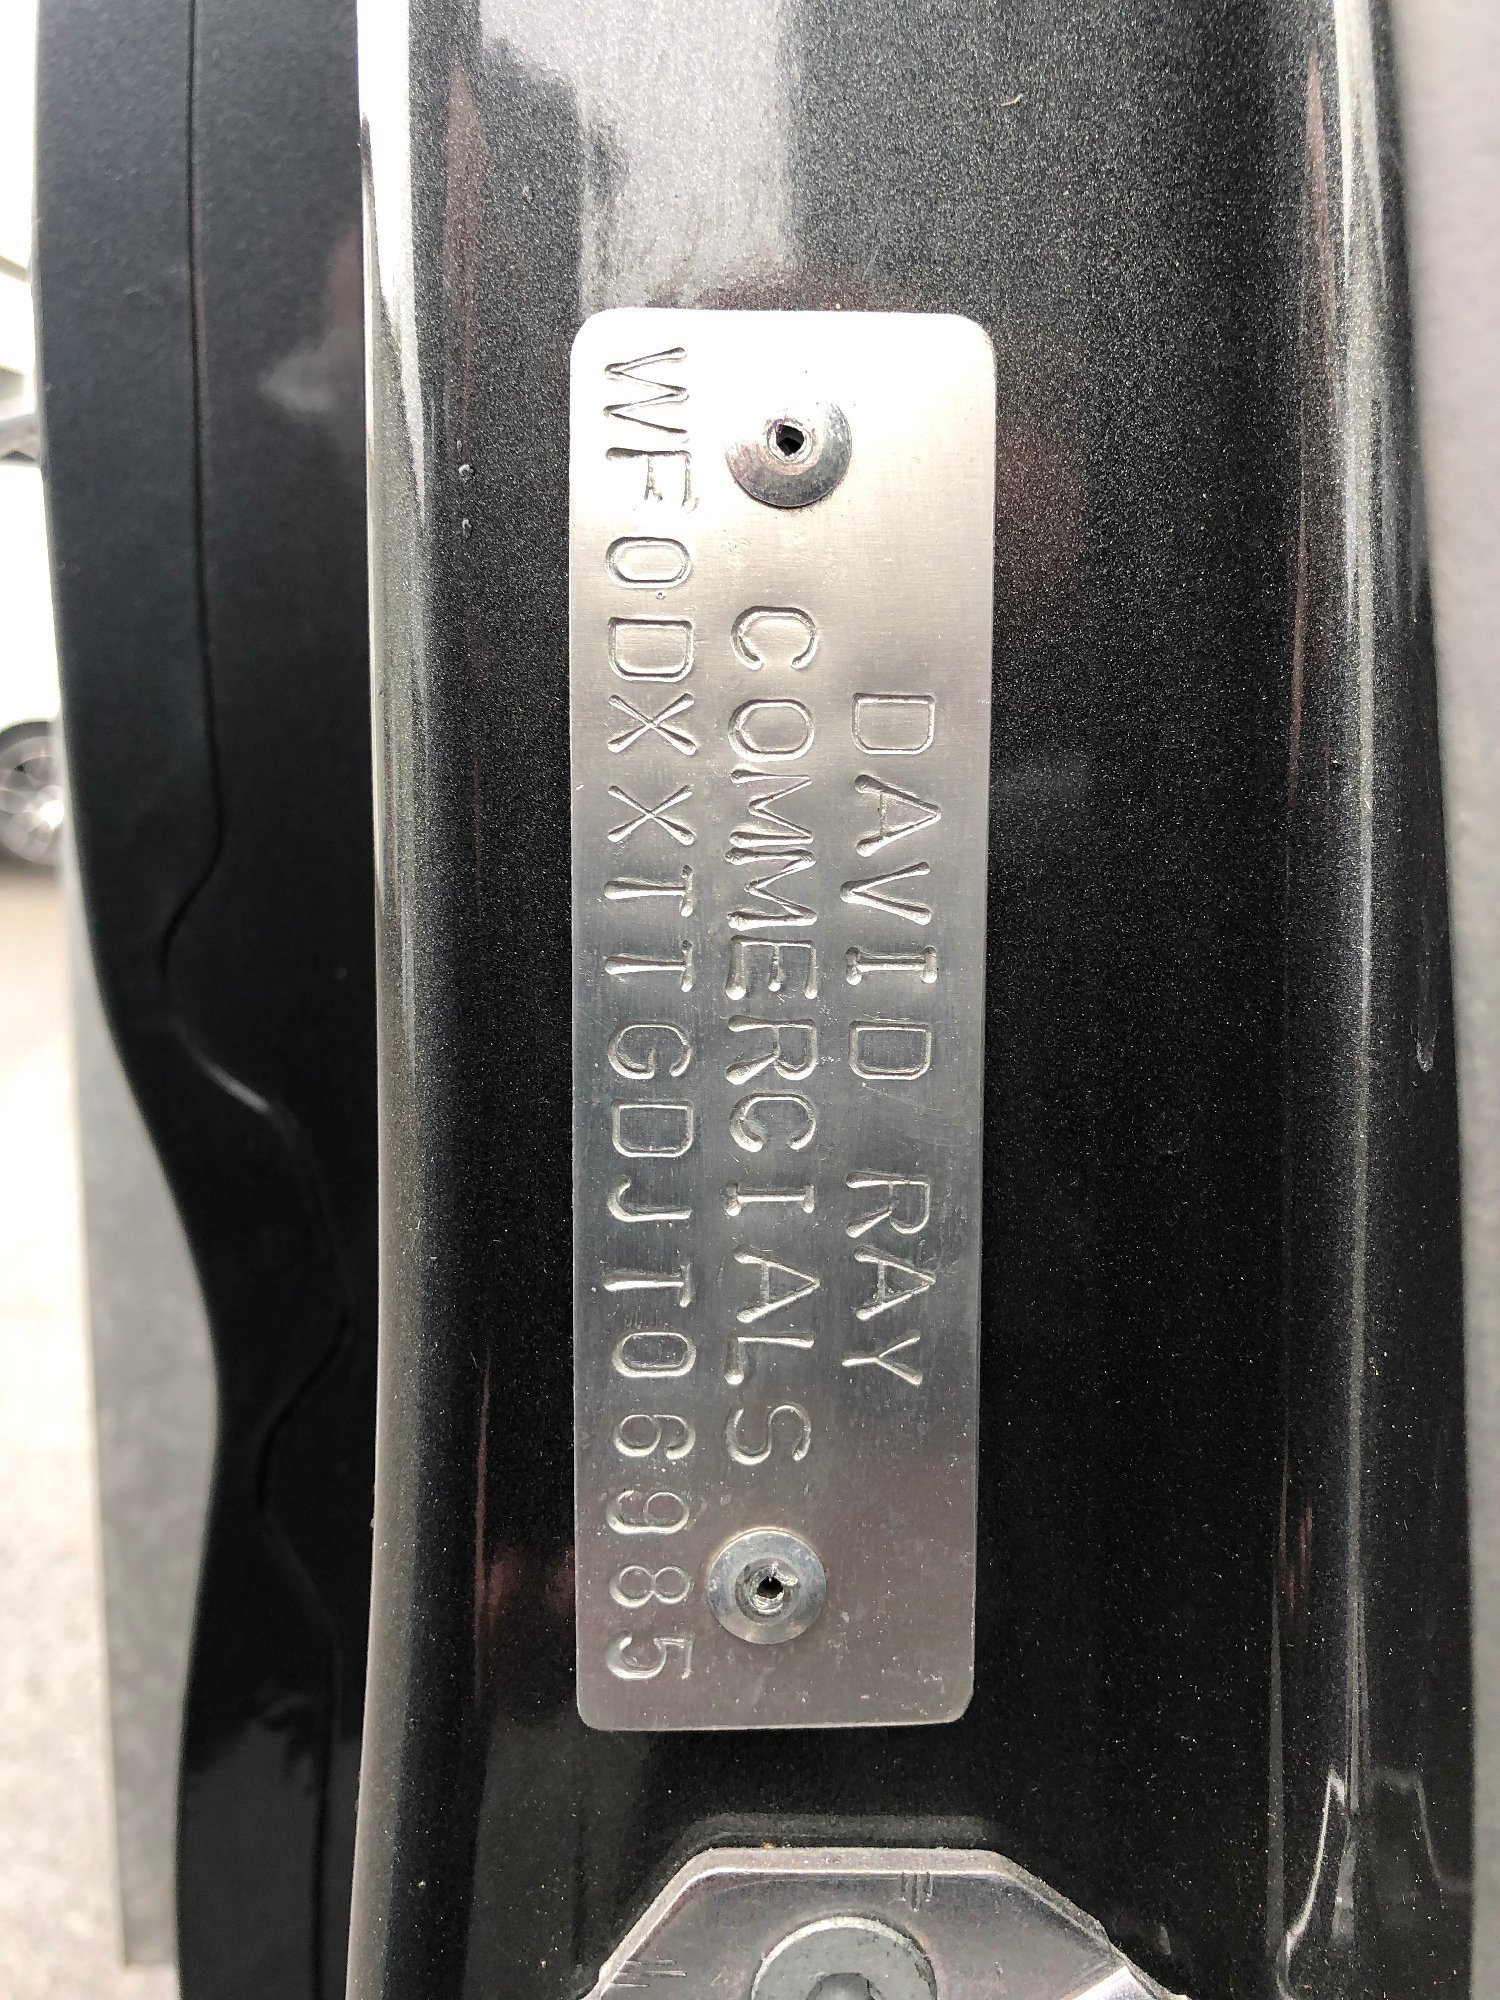 DAVID RAY
COMMERCIALS
WF0DXXTTGDJT06985